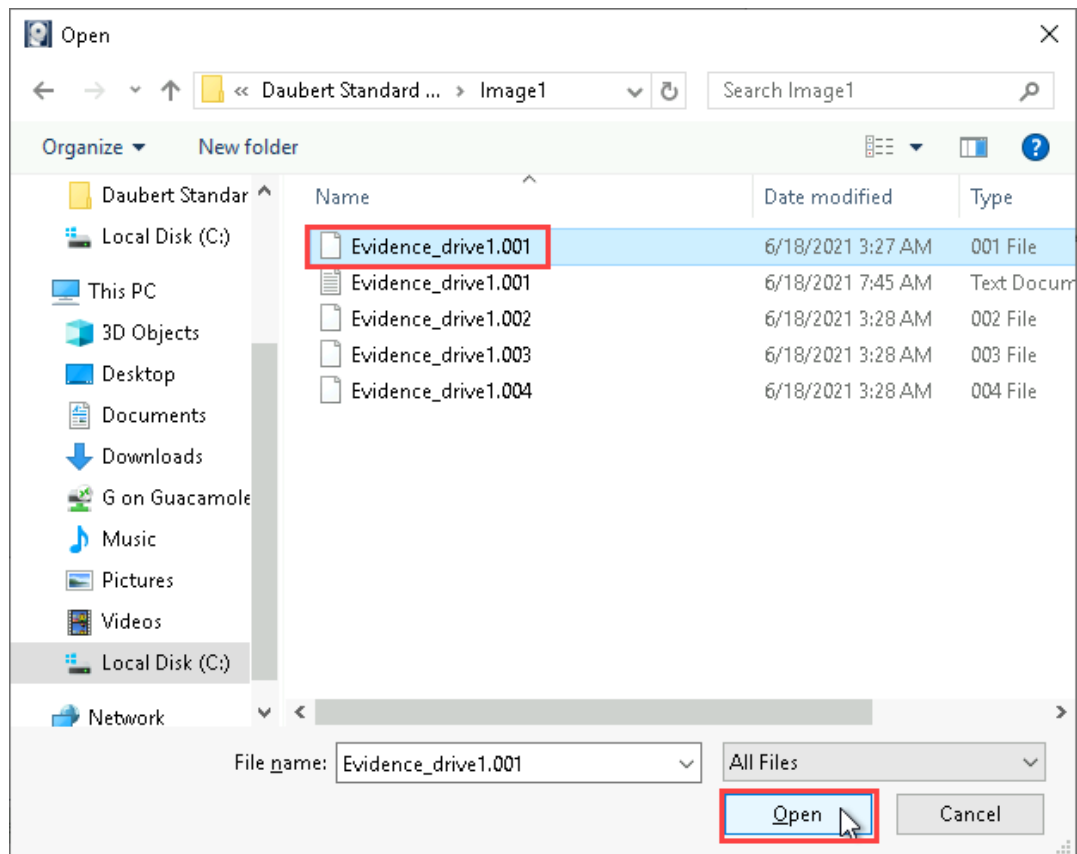 Open
« Daubert Standard ... > Image1
Search Image1
Organize
New folder
?
Name
Date modified
Type
Daubert Standar
Local Disk (C:)
This PC
3D Objects
Desktop
Documents
Downloads
G on Guacamole
Music
Pictures
Videos
Local Disk (C:)
Network
Evidence_drive1.001 6/18/2021 3:27 AM 001 File
Evidence_drive1.001 6/18/2021 7:45 AM Text Docum
Evidence_drive1.002 6/18/2021 3:28 AM 002 File
Evidence_drive1.003 6/18/2021 3:28 AM 003 File
Evidence_drive1.004 6/18/2021 3:28 AM 004 File
File name: Evidence_drive1.001
All Files
Open
Cancel